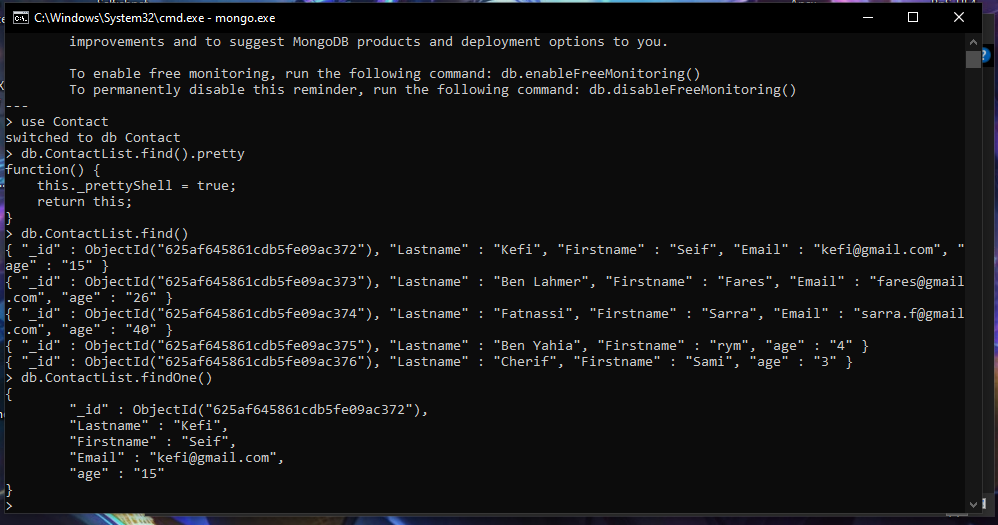 C:\Windows\System32\cmd.exe - mongo.exe
improvements and to suggest MongoDB products and deployment options to you.
To enable free monitoring, run the following command: db.enableFreeMonitoring()
To permanently disable this reminder, run the following command: db.disableFreeMonitoring()
---
> use Contact
switched to db Contact
> db.ContactList.find().pretty
function() {
    this._prettyShell = true;
    return this;
}
> db.ContactList.find()
{ "_id" : ObjectId("625af645861cdb5fe09ac372"), "Lastname" : "Kefi", "Firstname" : "Seif", "Email" : "kefi@gmail.com", "
age" : "15" }
{ "_id" : ObjectId("625af645861cdb5fe09ac373"), "Lastname" : "Ben Lahmer", "Firstname" : "Fares", "Email" : "fares@gmail
.com", "age" : "26" }
{ "_id" : ObjectId("625af645861cdb5fe09ac374"), "Lastname" : "Fatnassi", "Firstname" : "Sarra", "Email" : "sarra.f@gmail
.com", "age" : "40" }
{ "_id" : ObjectId("625af645861cdb5fe09ac375"), "Lastname" : "Ben Yahia", "Firstname" : "rym", "age" : "4" }
{ "_id" : ObjectId("625af645861cdb5fe09ac376"), "Lastname" : "Cherif", "Firstname" : "Sami", "age" : "3" }
> db.ContactList.findOne()
{
        "_id" : ObjectId("625af645861cdb5fe09ac372"),
        "Lastname" : "Kefi",
        "Firstname" : "Seif",
        "Email" : "kefi@gmail.com",
        "age" : "15"
}
>